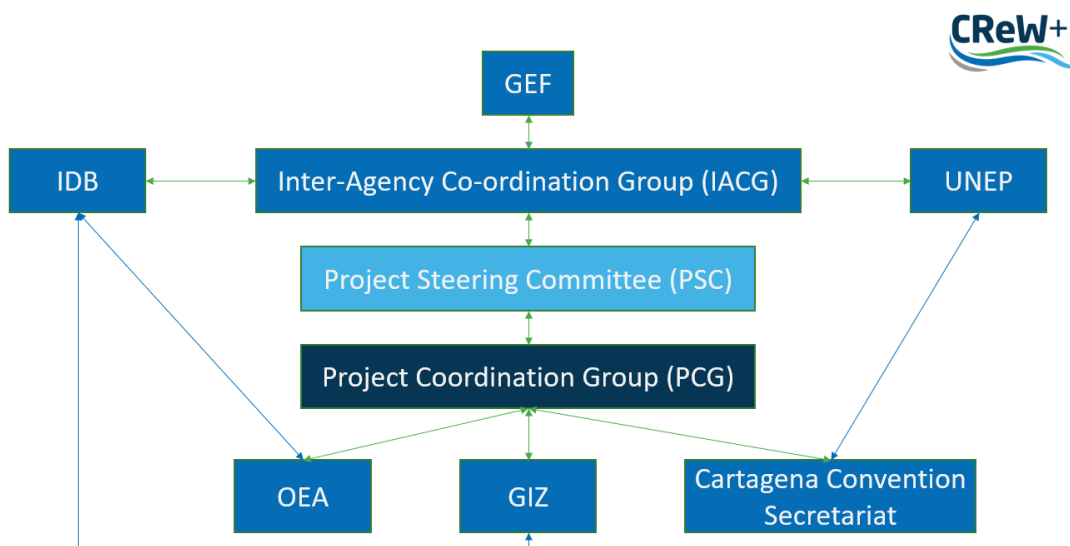 CReW+
GEF
IDB
Inter-Agency Co-ordination Group (IACG)
UNEP
Project Steering Committee (PSC)
Project Coordination Group (PCG)
OEA
GIZ
Cartagena Convention
Secretariat